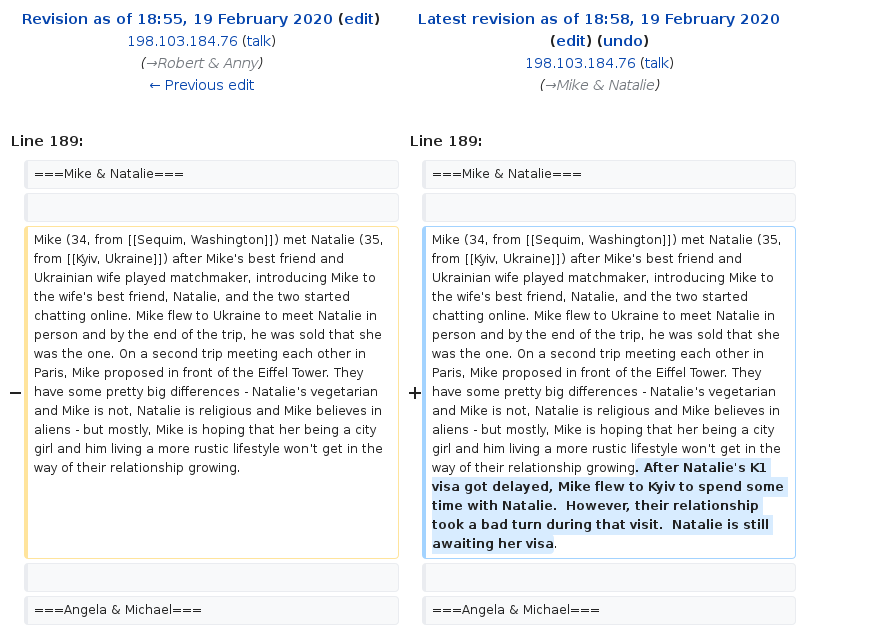 Revision as of 18:55, 19 February 2020 (edit)
198.103.184.76 (talk)
(→Robert & Anny)
← Previous edit
Latest revision as of 18:58, 19 February 2020
(edit) (undo)
198.103.184.76 (talk)
(→Mike & Natalie)
Line 189:
Line 189:
===Mike & Natalie===
===Mike & Natalie===
−
Mike (34, from [[Sequim, Washington]]) met Natalie (35,
from [[Kyiv, Ukraine]]) after Mike's best friend and
Ukrainian wife played matchmaker, introducing Mike to
the wife's best friend, Natalie, and the two started
chatting online. Mike flew to Ukraine to meet Natalie in
person and by the end of the trip, he was sold that she
was the one. On a second trip meeting each other in
Paris, Mike proposed in front of the Eiffel Tower. They
have some pretty big differences - Natalie's vegetarian
and Mike is not, Natalie is religious and Mike believes in
aliens - but mostly, Mike is hoping that her being a city
girl and him living a more rustic lifestyle won't get in the
way of their relationship growing.
+
Mike (34, from [[Sequim, Washington]]) met Natalie (35,
from [[Kyiv, Ukraine]]) after Mike's best friend and
Ukrainian wife played matchmaker, introducing Mike to
the wife's best friend, Natalie, and the two started
chatting online. Mike flew to Ukraine to meet Natalie in
person and by the end of the trip, he was sold that she
was the one. On a second trip meeting each other in
Paris, Mike proposed in front of the Eiffel Tower. They
have some pretty big differences - Natalie's vegetarian
and Mike is not, Natalie is religious and Mike believes in
aliens - but mostly, Mike is hoping that her being a city
girl and him living a more rustic lifestyle won't get in the
way of their relationship growing. After Natalie's K1
visa got delayed, Mike flew to Kyiv to spend some
time with Natalie.  However, their relationship
took a bad turn during that visit.  Natalie is still
awaiting her visa.
===Angela & Michael===
===Angela & Michael===